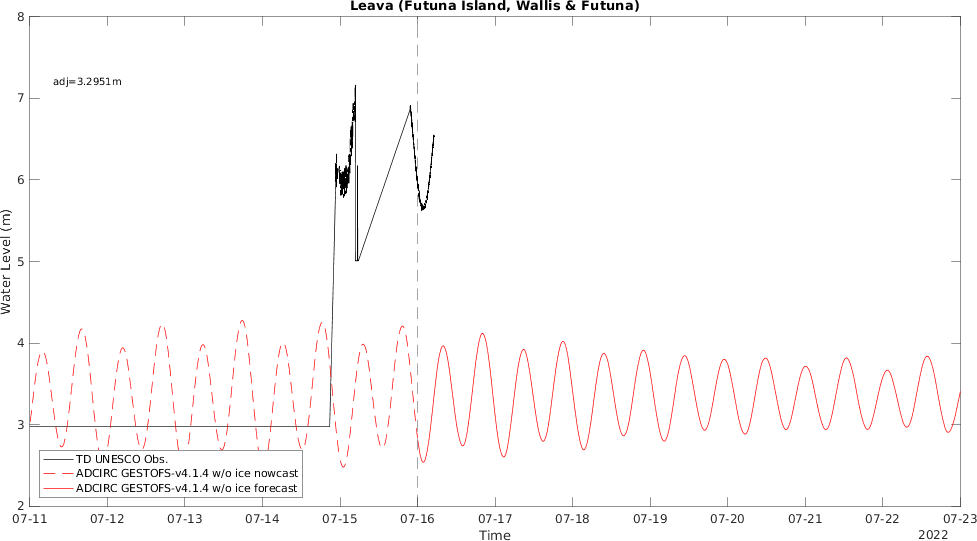 Leava (Futuna Island, Wallis & Futuna)
8
7
6
5
4
3
2
adj=3.2951m
Water Level (m)
TD UNESCO Obs.
ADCIRC GESTOFS-v4.1.4 w/o ice nowcast
ADCIRC GESTOFS-v4.1.4 w/o ice forecast
07-11 07-12 07-13 07-14 07-15 07-16 07-17 07-18 07-19 07-20 07-21 07-22 07-23
Time
2022